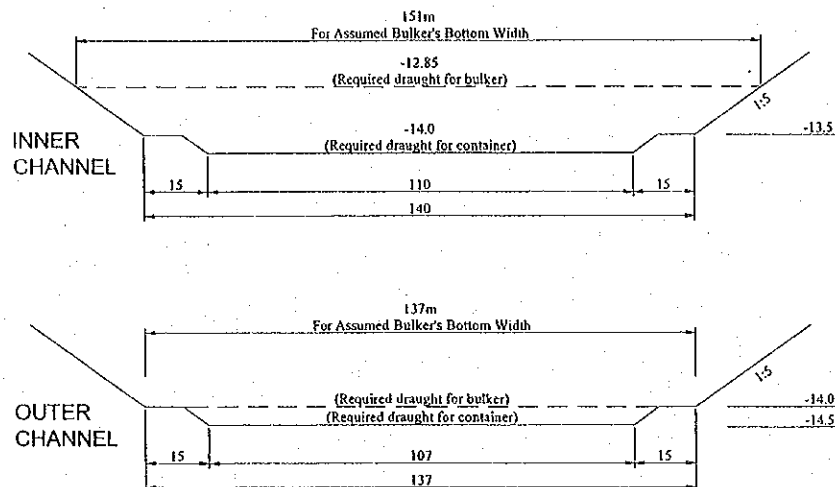 151m
For Assumed Bulker's Bottom Width
-12.85
(Required draught for bulker)
1:5
-14.0
(Required draught for container)
-13.5
INNER
CHANNEL
15
110
15
140
137m
For Assumed Bulker's Bottom Width
1:5
(Required draught for bulker)
-14.0
(Required draught for container)
-14.5
OUTER
CHANNEL
15
107
15
137